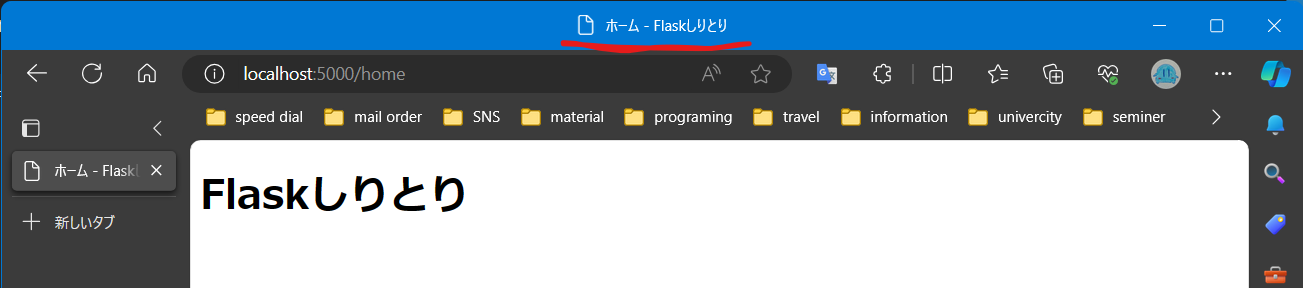 ホーム - Flaskしりとり
localhost:5000/home
speed dial mail order SNS material programing travel information univercity seminer
ホーム - Flask
新しいタブ
Flaskしりとり